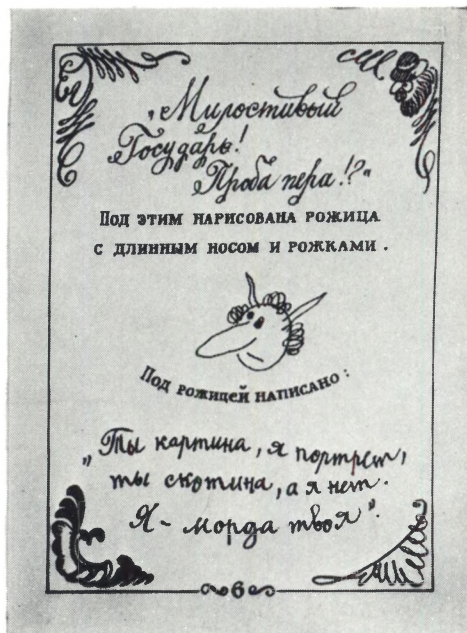 „Милостивый
Государь!
Проба пера!?"
Под этим нарисована рожица
с длинным носом и рожками.
Под рожицей написано:
„Ты картина, я портрет,
ты скотина, а я нет.
Я - морда твоя".
6